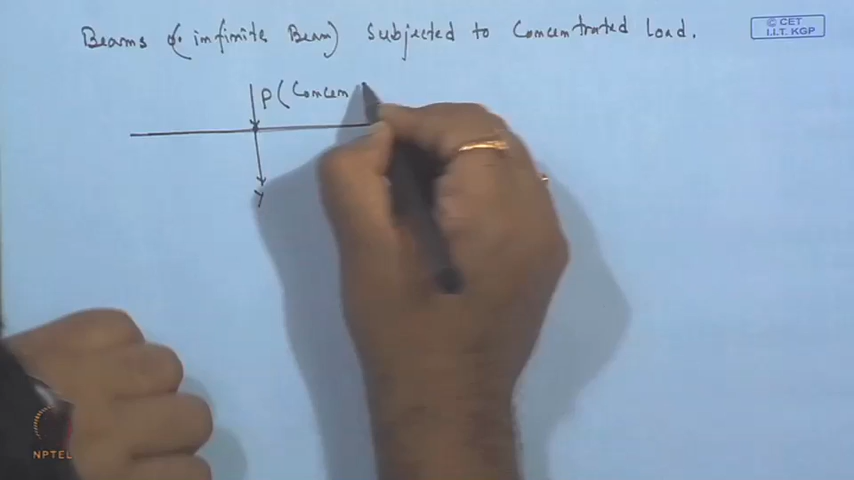 Beams (infinite Beam) Subjected to Concentrated Load.
© CET
I.I.T. KGP
P (Concen
y
NPTEL